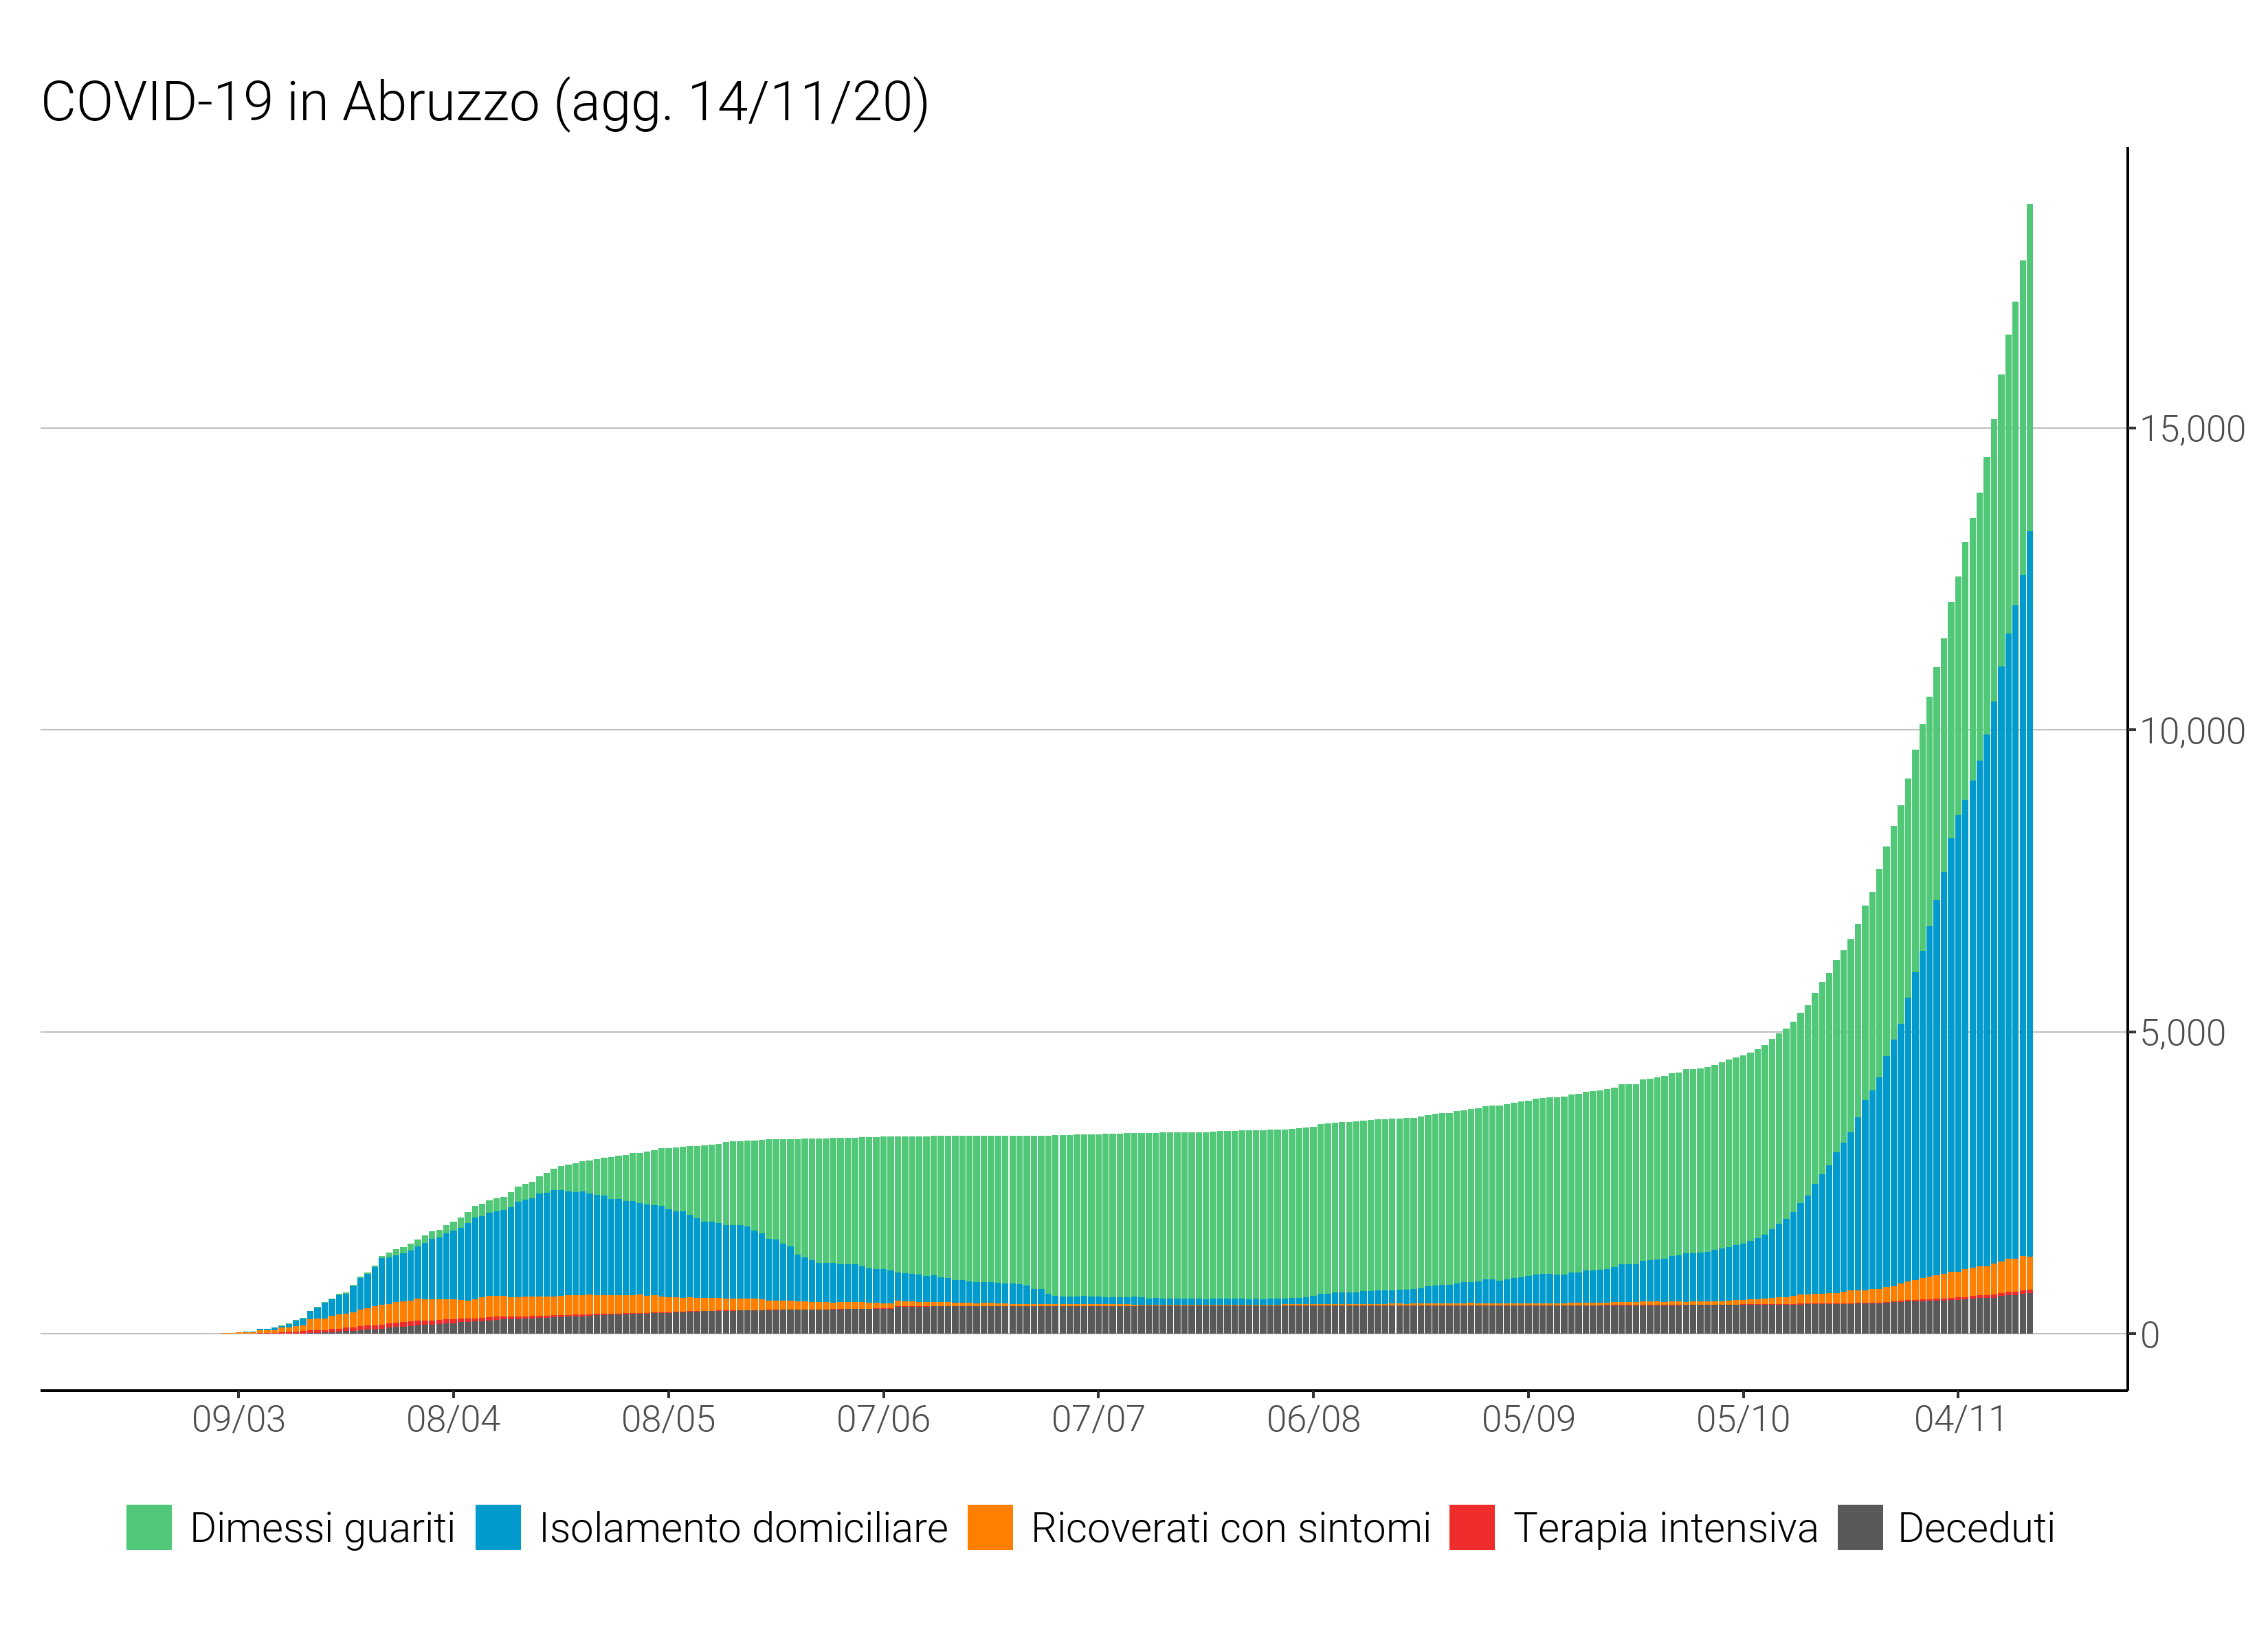 COVID-19 in Abruzzo (agg. 14/11/20)
15,000
10,000
5,000
0
09/03 08/04 08/05 07/06 07/07 06/08 05/09 05/10 04/11
Dimessi guariti Isolamento domiciliare Ricoverati con sintomi Terapia intensiva Deceduti